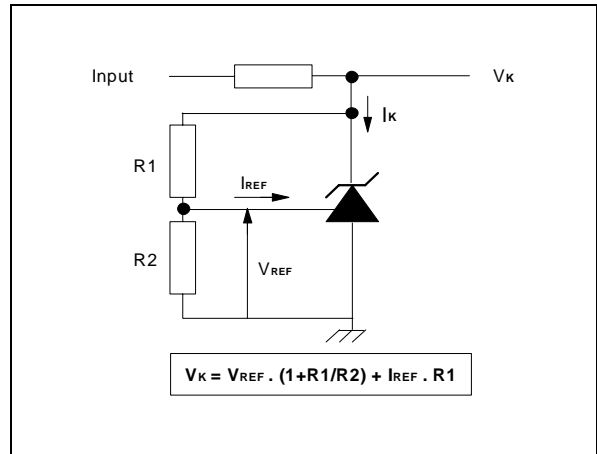 Input VK
IK
R1
IREF
R2
VREF
VK = VREF . (1+R1/R2) + IREF . R1